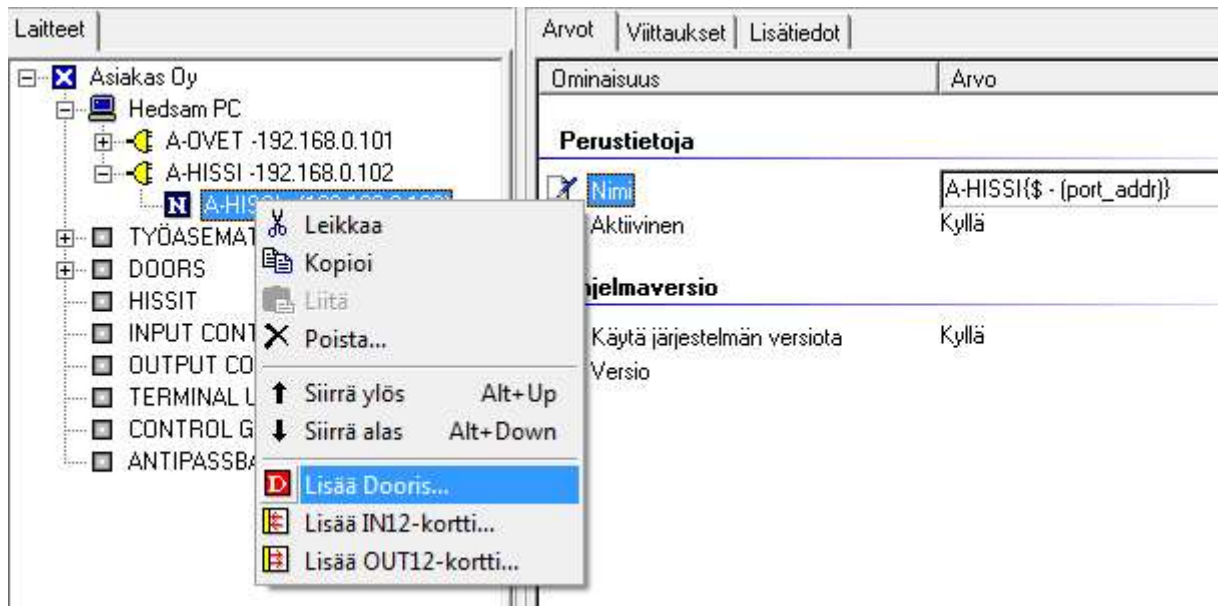 Laitteet
Asiakas Oy
Hedsam PC
A-OVET -192.168.0.101
A-HISSI -192.168.0.102
TYÖASEMAT
DOORS
HISSIT
INPUT CONT
OUTPUT CO
TERMINAL U
CONTROL G
ANTIPASSBA
Leikkaa
Kopioi
Liitä
Poista...
Siirrä ylös Alt+Up
Siirrä alas Alt+Down
Lisää Dooris...
Lisää IN12-kortti...
Lisää OUT12-kortti...
Arvot Viittaukset Lisätiedot
Ominaisuus Arvo
Perustietoja
Nimi A-HISSI{$ - (port_addr)}
Aktiivinen Kyllä
jelmaversio
Käytä järjestelmän versiota Kyllä
Versio